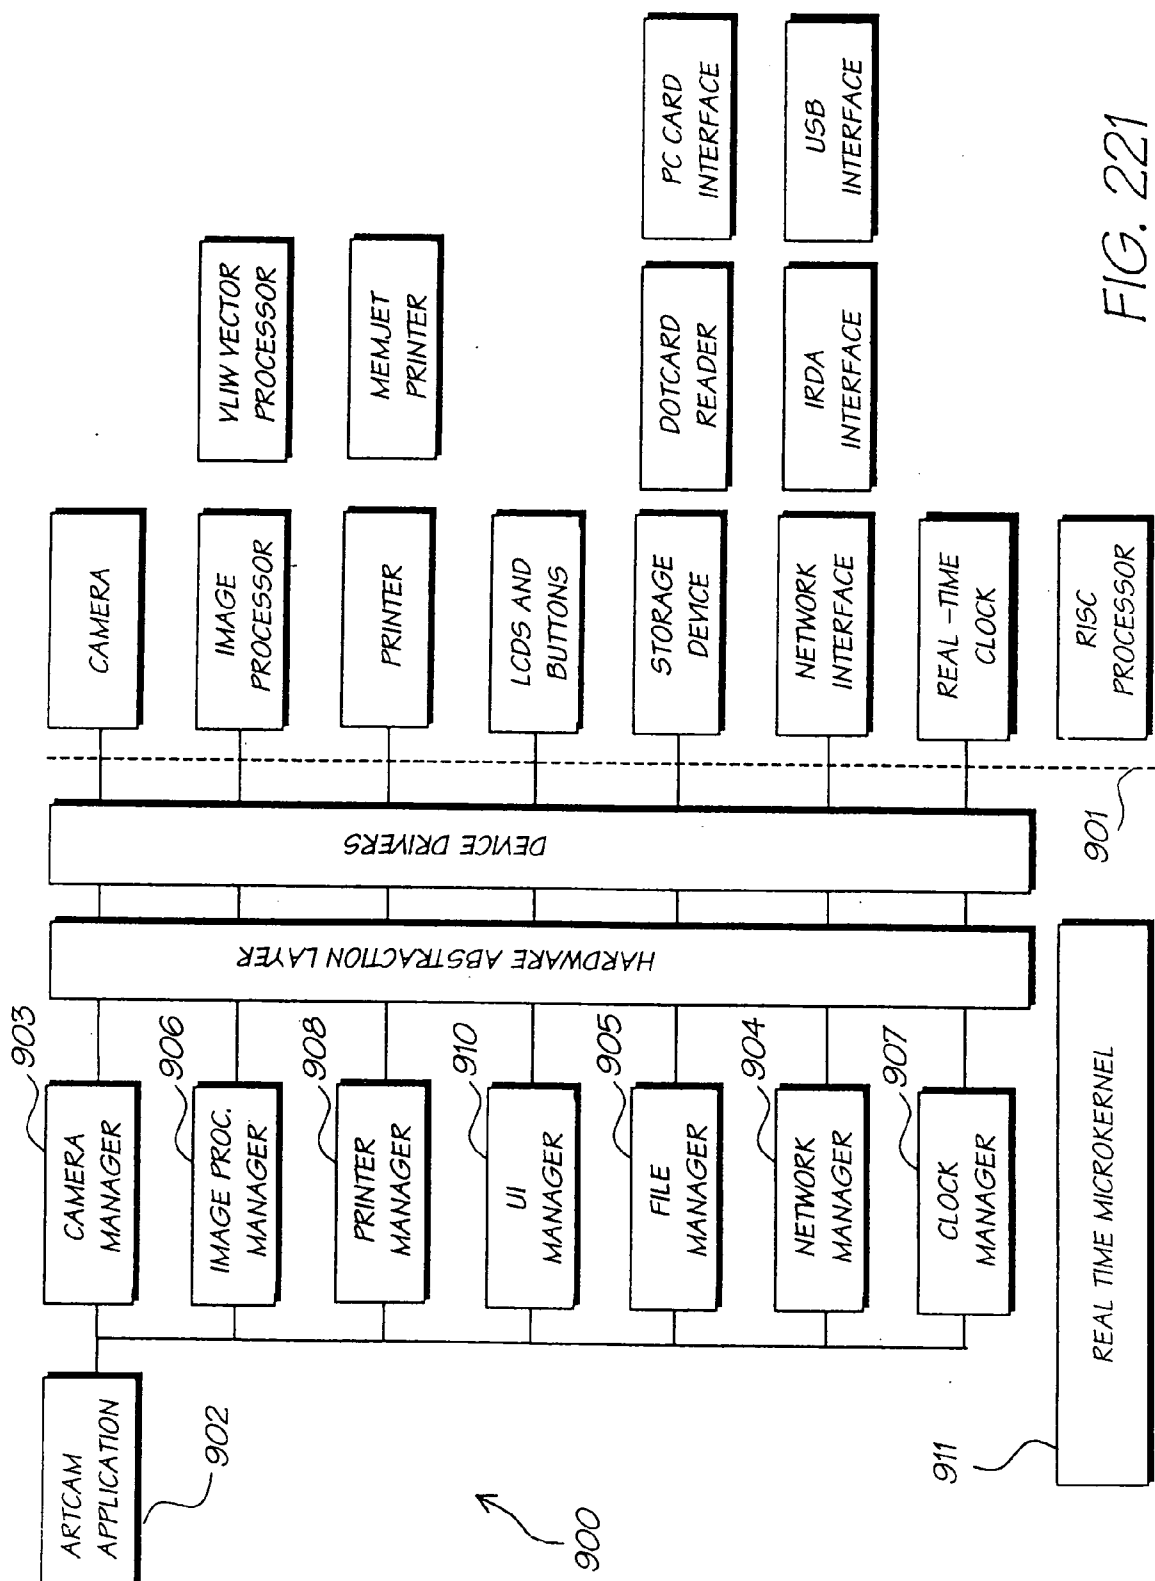 ARTCAM
APPLICATION
902
900
903
CAMERA
MANAGER
906
IMAGE PROC.
MANAGER
908
PRINTER
MANAGER
910
UI
MANAGER
905
FILE
MANAGER
904
NETWORK
MANAGER
907
CLOCK
MANAGER
911
REAL TIME MICROKERNEL
HARDWARE ABSTRACTION LAYER
DEVICE DRIVERS
901
CAMERA
IMAGE
PROCESSOR
VLIW VECTOR
PROCESSOR
PRINTER
MEMJET
PRINTER
LCDS AND
BUTTONS
STORAGE
DEVICE
DOTCARD
READER
PC CARD
INTERFACE
NETWORK
INTERFACE
IRDA
INTERFACE
USB
INTERFACE
REAL-TIME
CLOCK
RISC
PROCESSOR
FIG. 221